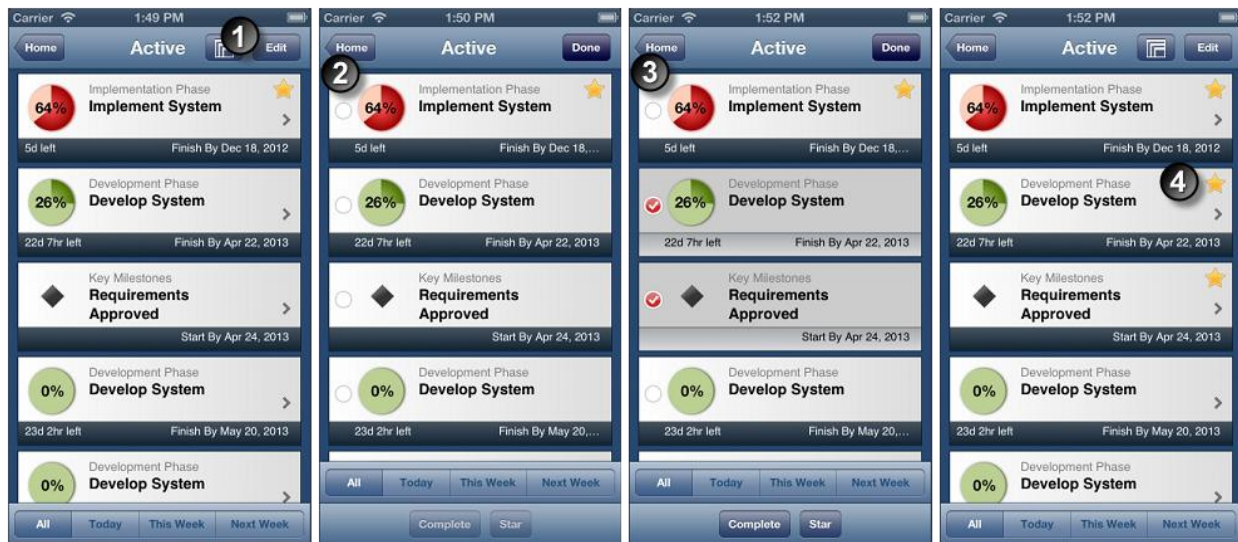 Carrier 1:49 PM
Home Active 1 Edit
Implementation Phase
64% Implement System
5d left Finish By Dec 18, 2012
Development Phase
26% Develop System
22d 7hr left Finish By Apr 22, 2013
Key Milestones
Requirements
Approved
Start By Apr 24, 2013
Development Phase
0% Develop System
23d 2hr left Finish By May 20, 2013
Development Phase
0% Develop System
All Today This Week Next Week
Carrier 1:50 PM
Home Active Done
2
Implementation Phase
64% Implement System
5d left Finish By Dec 18,...
Development Phase
26% Develop System
22d 7hr left Finish By Apr 22, 2013
Key Milestones
Requirements
Approved
Start By Apr 24, 2013
Development Phase
0% Develop System
23d 2hr left Finish By May 20,...
All Today This Week Next Week
Complete Star
Carrier 1:52 PM
Home Active Done
3
Implementation Phase
64% Implement System
5d left Finish By Dec 18,...
Development Phase
26% Develop System
22d 7hr left Finish By Apr 22, 2013
Key Milestones
Requirements
Approved
Start By Apr 24, 2013
Development Phase
0% Develop System
23d 2hr left Finish By May 20,...
All Today This Week Next Week
Complete Star
Carrier 1:52 PM
Home Active Edit
Implementation Phase
64% Implement System
5d left Finish By Dec 18, 2012
Development Phase 4
26% Develop System
22d 7hr left Finish By Apr 22, 2013
Key Milestones
Requirements
Approved
Start By Apr 24, 2013
Development Phase
0% Develop System
23d 2hr left Finish By May 20, 2013
Development Phase
0% Develop System
All Today This Week Next Week